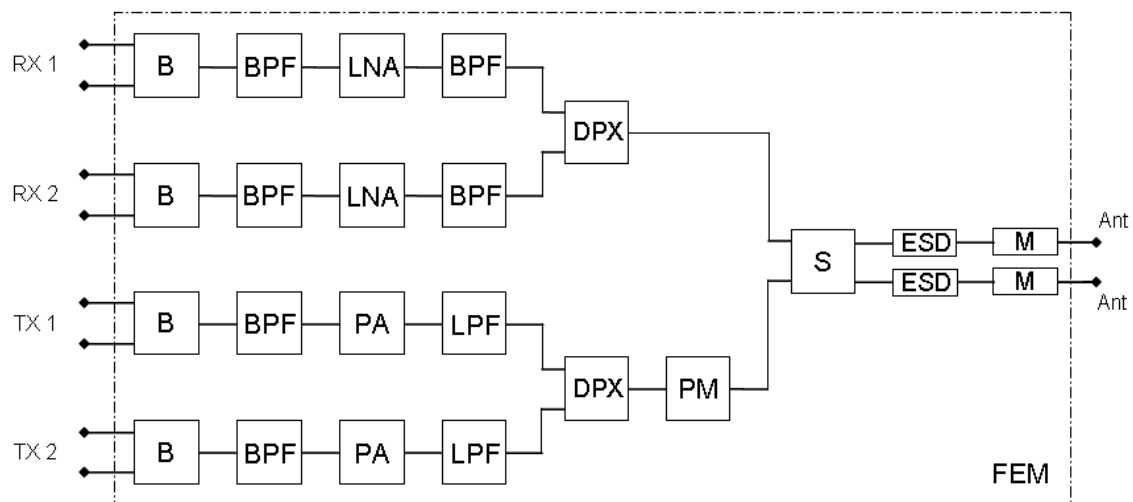 RX 1
B BPF LNA BPF
DPX
RX 2
B BPF LNA BPF
Ant
S ESD M
ESD M
Ant
TX 1
B BPF PA LPF
DPX PM
TX 2
B BPF PA LPF
FEM